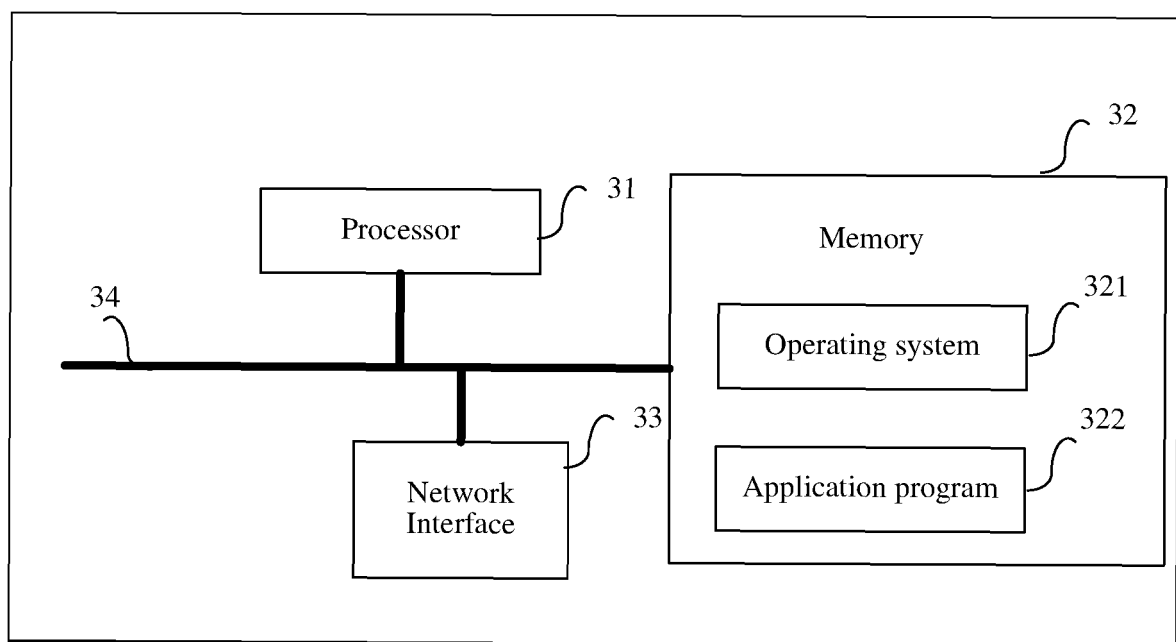 32
31
Processor
Memory
34
321
Operating system
33
322
Network
Interface
Application program